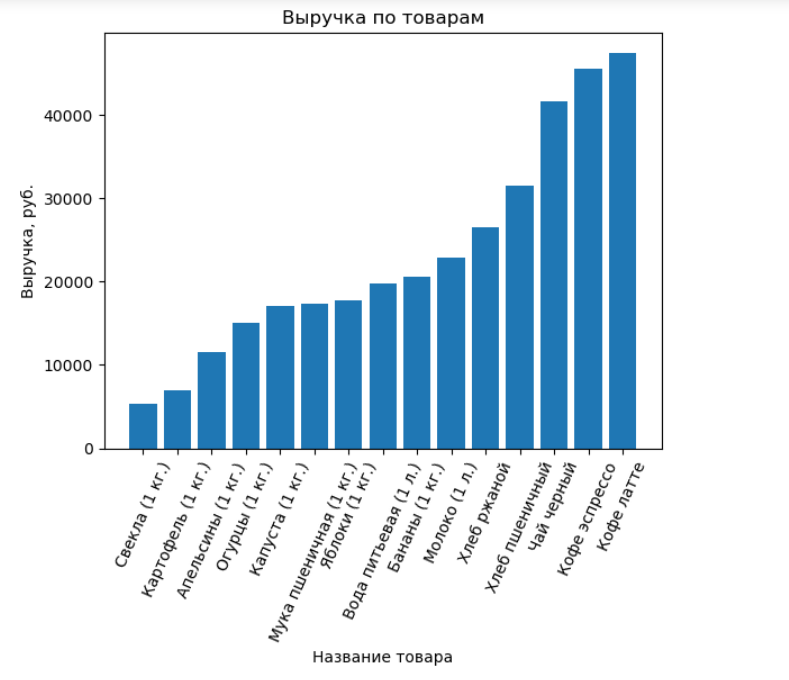 Выручка по товарам
Выручка, руб.
40000
30000
20000
10000
0
Свекла (1 кг.)
Картофель (1 кг.)
Апельсины (1 кг.)
Огурцы (1 кг.)
Капуста (1 кг.)
Мука пшеничная (1 кг.)
Яблоки (1 кг.)
Вода питьевая (1 л.)
Бананы (1 кг.)
Молоко (1 л.)
Хлеб ржаной
Хлеб пшеничный
Чай черный
Кофе эспрессо
Кофе латте
Название товара